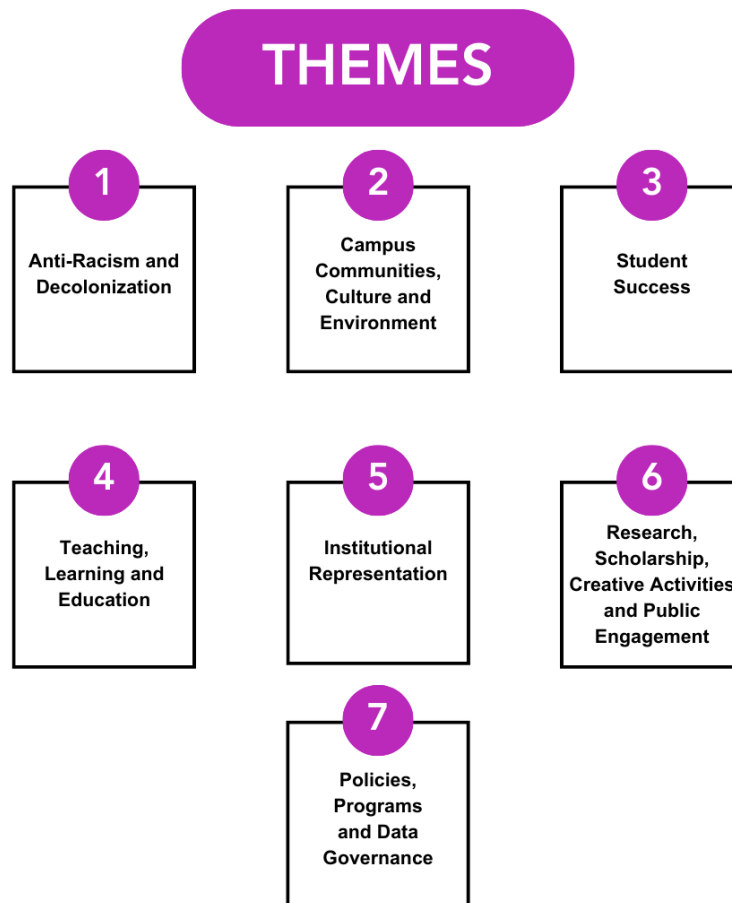 THEMES
1
Anti-Racism and
Decolonization
2
Campus
Communities,
Culture and
Environment
3
Student
Success
4
Teaching,
Learning and
Education
5
Institutional
Representation
6
Research,
Scholarship,
Creative Activities
and Public
Engagement
7
Policies,
Programs
and Data
Governance